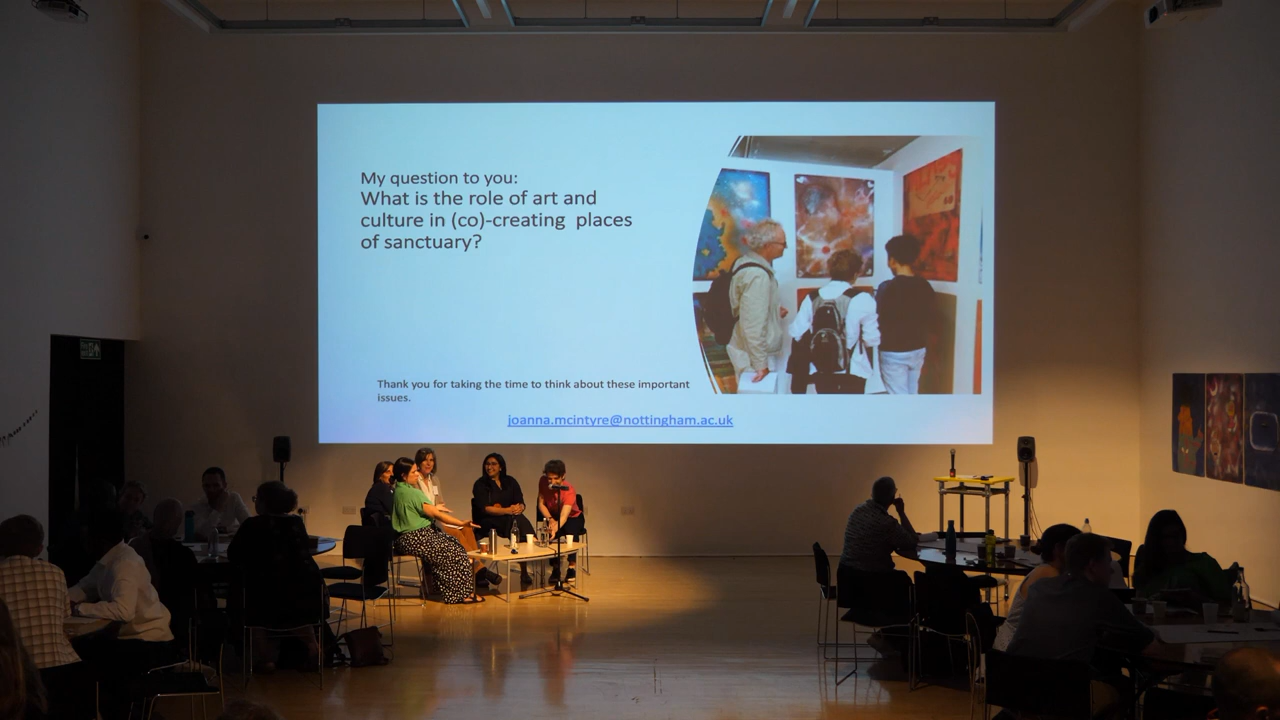 My question to you:
What is the role of art and
culture in (co)-creating  places
of sanctuary?
Thank you for taking the time to think about these important
issues.
joanna.mcintyre@nottingham.ac.uk